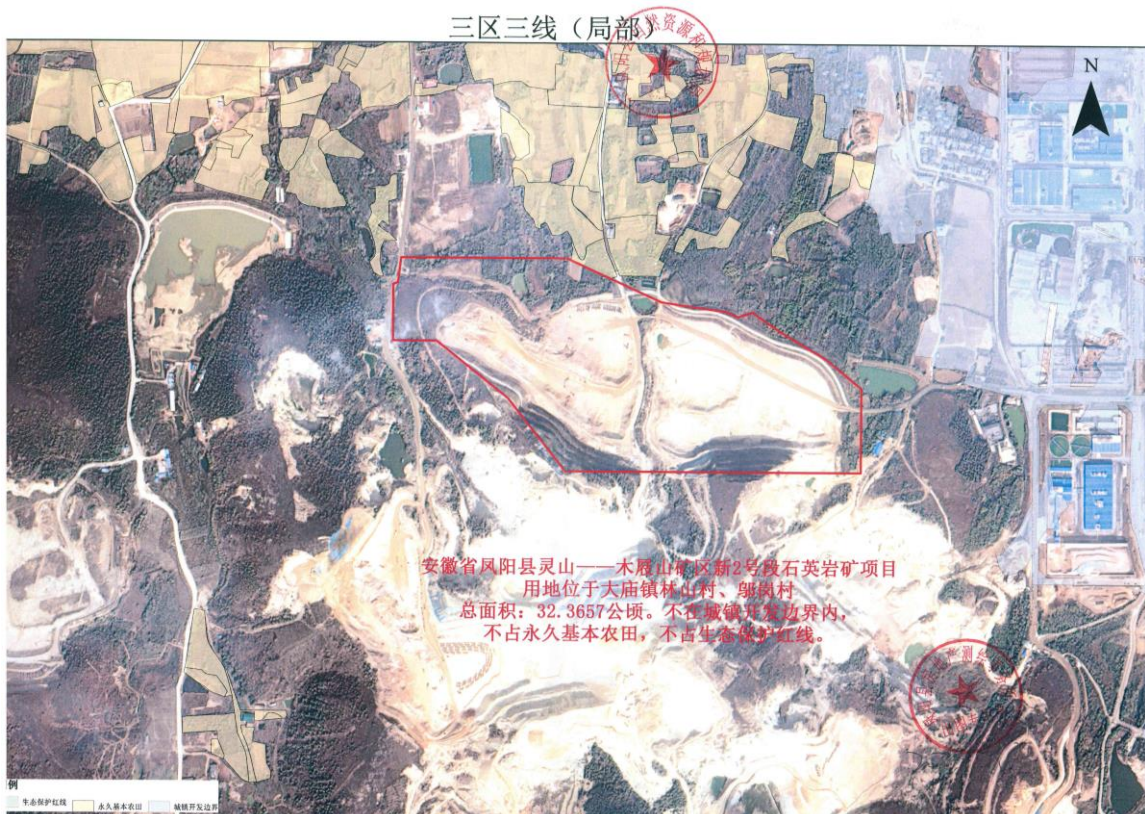 三区三线（局部）
N
安徽省凤阳县灵山——木屐山矿区新2号段石英岩矿项目
用地位于大庙镇林山村、邬岗村
总面积：32.3657公顷。不在城镇开发边界内，
不占永久基本农田，不占生态保护红线。
例
生态保护红线 永久基本农田 城镇开发边界